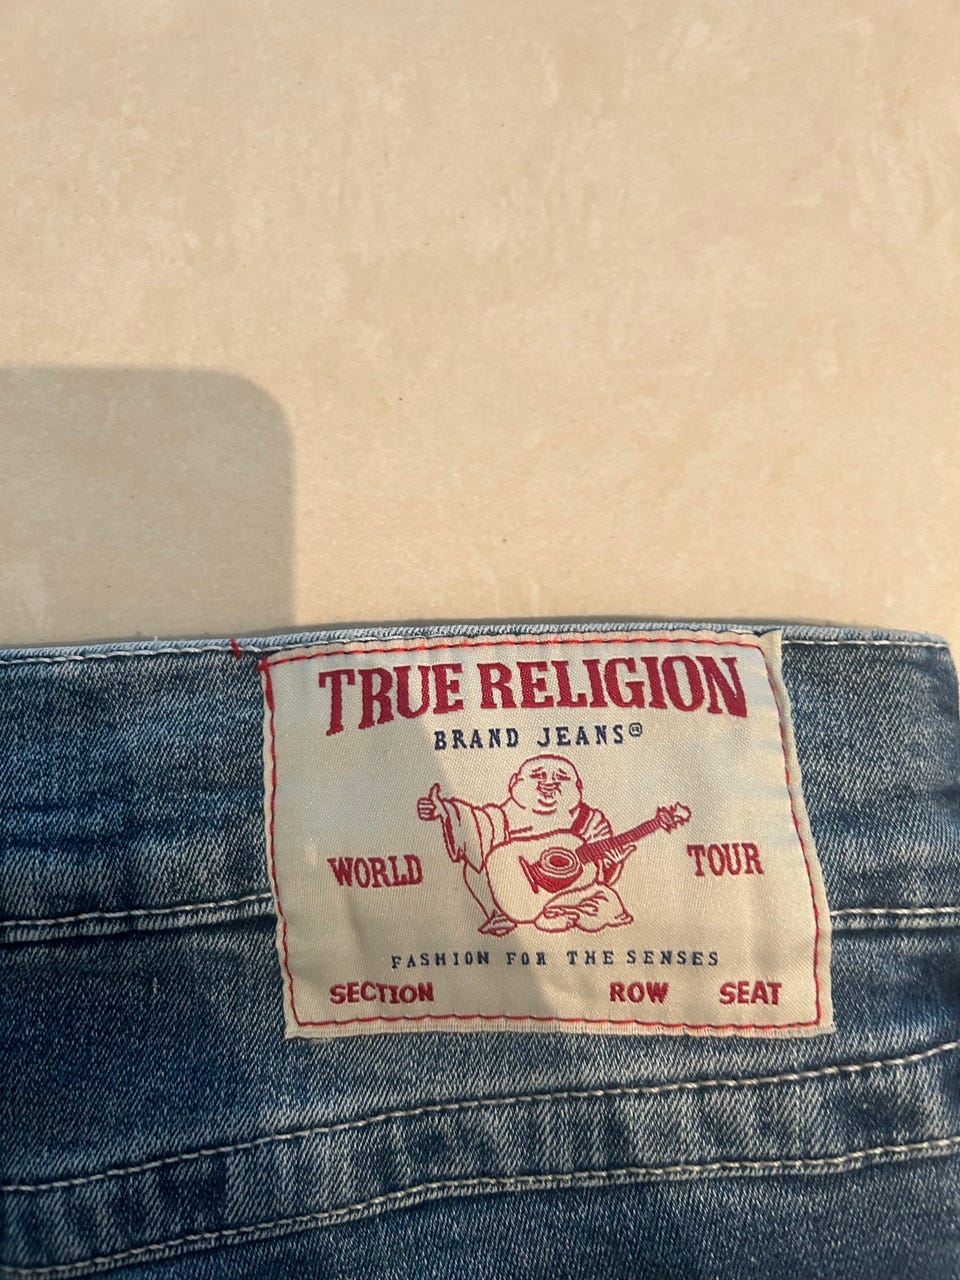 TRUE RELIGION
BRAND JEANS®
WORLD TOUR
FASHION FOR THE SENSES
SECTION ROW SEAT